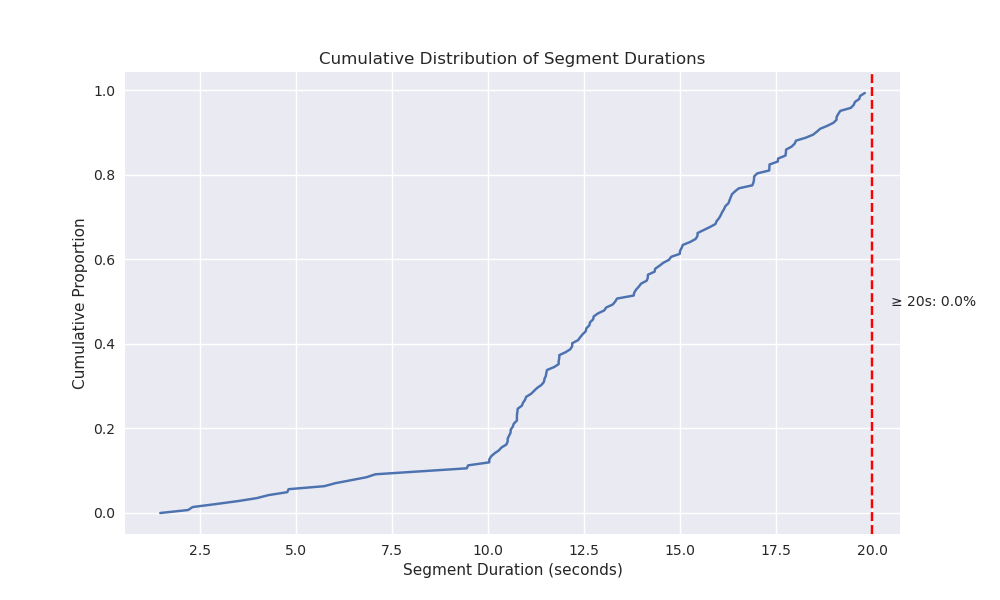 Cumulative Distribution of Segment Durations
1.0
0.8
0.6
0.4
0.2
0.0
Cumulative Proportion
≥ 20s: 0.0%
2.5 5.0 7.5 10.0 12.5 15.0 17.5 20.0
Segment Duration (seconds)